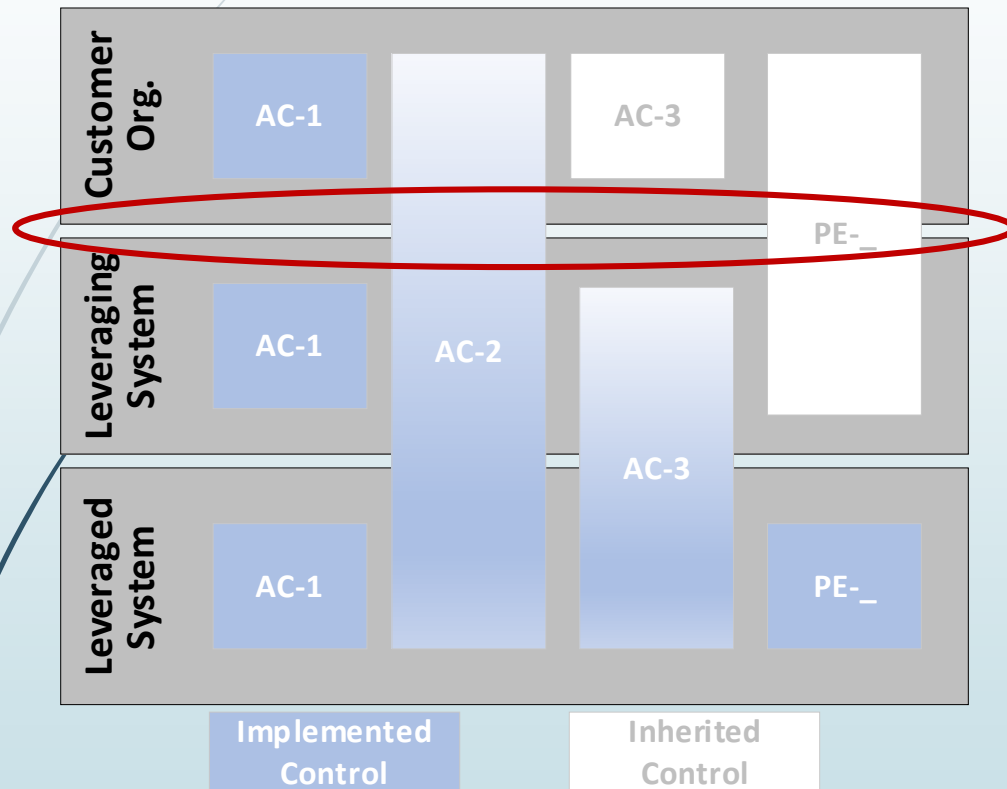 Customer
Org.
AC-1
AC-3
PE-_
Leveraging
System
AC-1
AC-2
AC-3
Leveraged
System
AC-1
PE-_
Implemented
Control
Inherited
Control